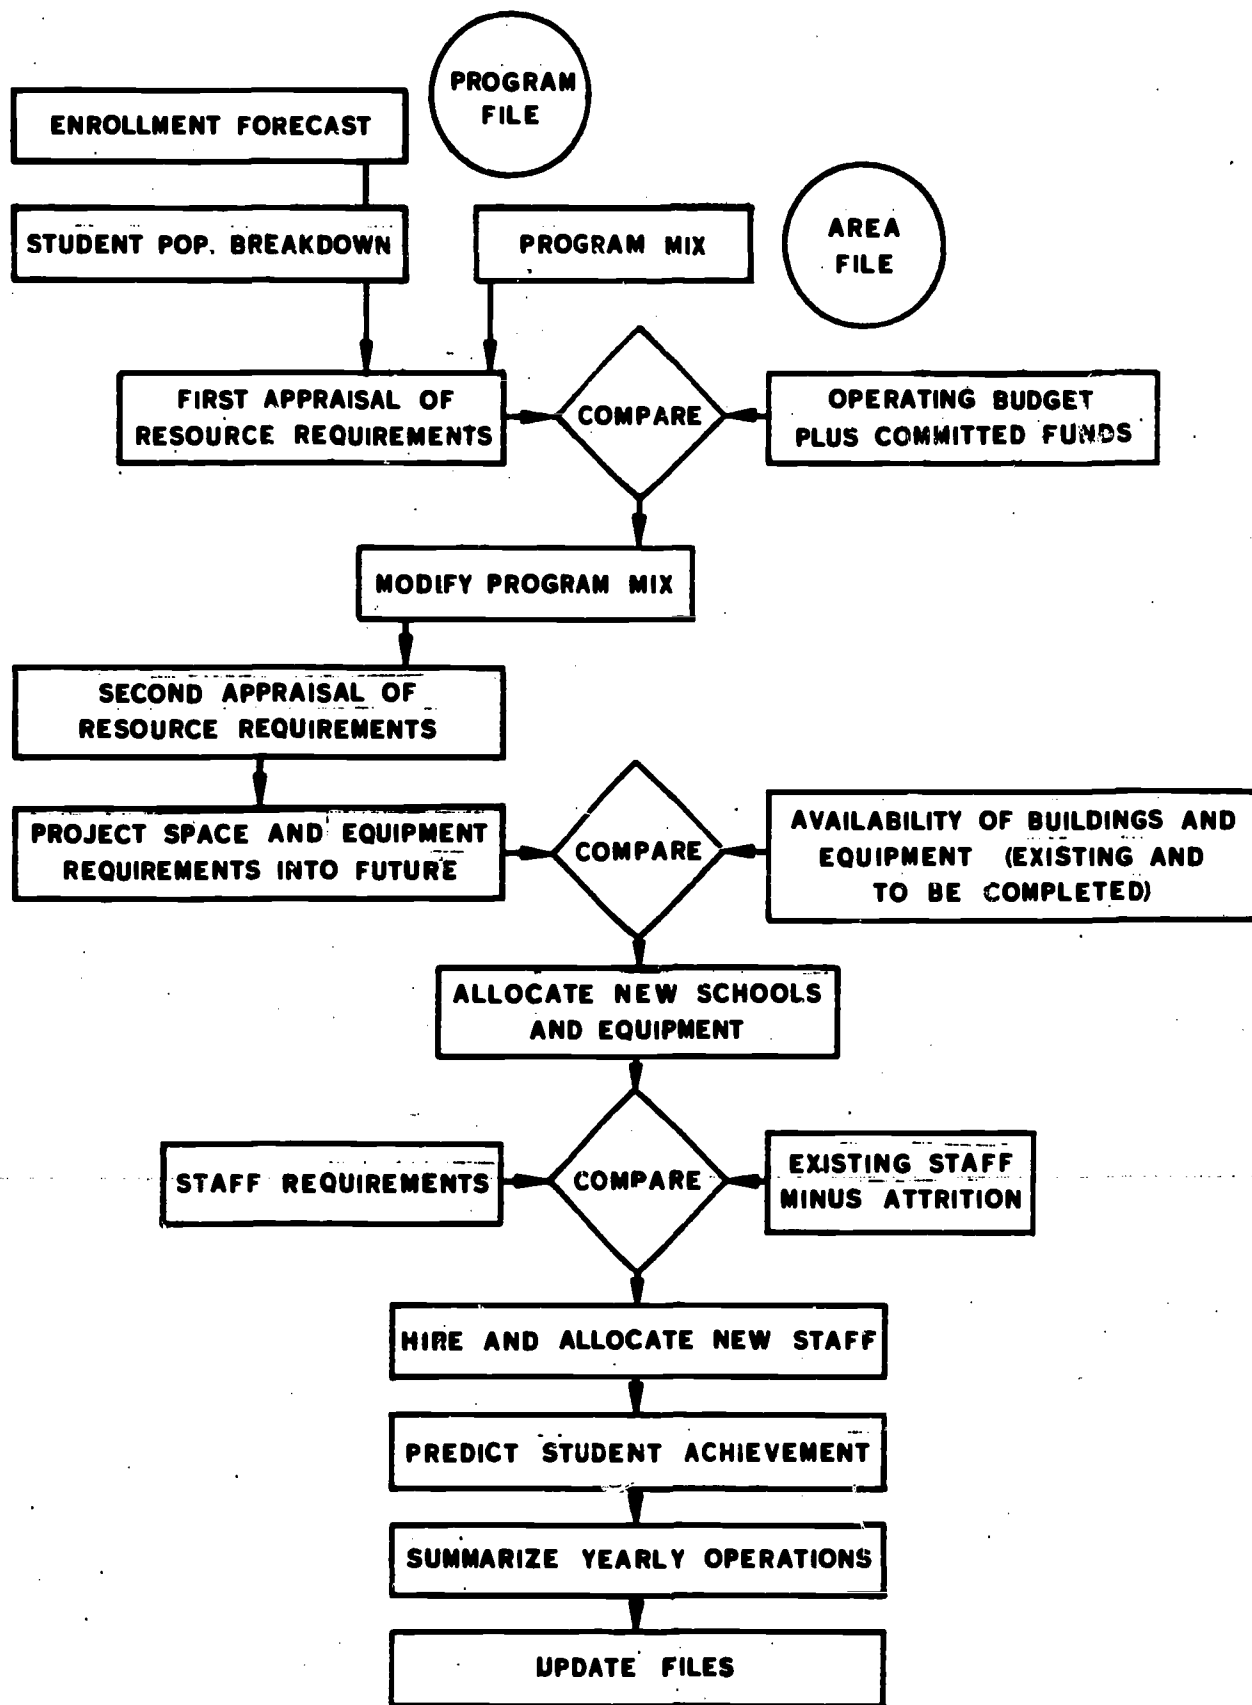 PROGRAM
FILE
ENROLLMENT FORECAST
STUDENT POP. BREAKDOWN
PROGRAM MIX
AREA
FILE
FIRST APPRAISAL OF
RESOURCE REQUIREMENTS
COMPARE
OPERATING BUDGET
PLUS COMMITTED FUNDS
MODIFY PROGRAM MIX
SECOND APPRAISAL OF
RESOURCE REQUIREMENTS
PROJECT SPACE AND EQUIPMENT
REQUIREMENTS INTO FUTURE
COMPARE
AVAILABILITY OF BUILDINGS AND
EQUIPMENT (EXISTING AND
TO BE COMPLETED)
ALLOCATE NEW SCHOOLS
AND EQUIPMENT
STAFF REQUIREMENTS
COMPARE
EXISTING STAFF
MINUS ATTRITION
HIRE AND ALLOCATE NEW STAFF
PREDICT STUDENT ACHIEVEMENT
SUMMARIZE YEARLY OPERATIONS
UPDATE FILES